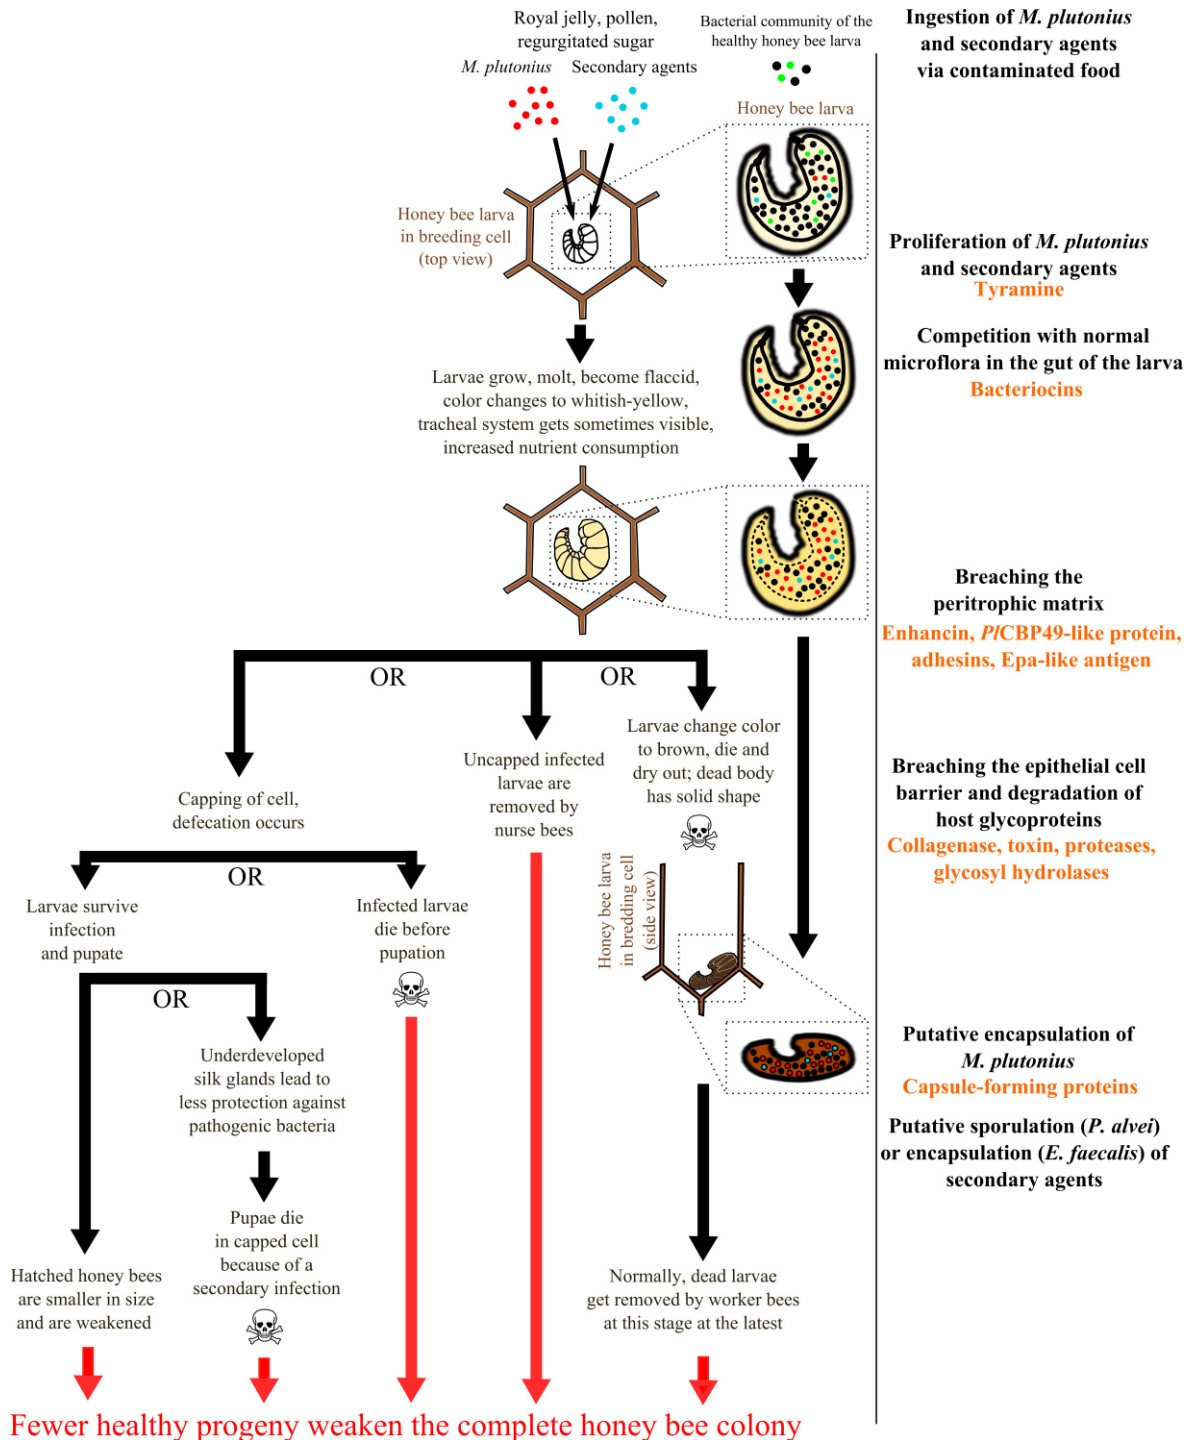 Royal jelly, pollen,
regurgitated sugar
M. plutonius
Secondary agents
Bacterial community of the
healthy honey bee larva
Honey bee larva
Honey bee larva
in breeding cell
(top view)
Larvae grow, molt, become flaccid,
color changes to whitish-yellow,
tracheal system gets sometimes visible,
increased nutrient consumption
OR
OR
Capping of cell,
defecation occurs
Uncapped infected
larvae are
removed by
nurse bees
Larvae change color
to brown, die and
dry out; dead body
has solid shape
OR
Larvae survive
infection
and pupate
Infected larvae
die before
pupation
Honey bee larva
in bredding cell
(side view)
OR
Underdeveloped
silk glands lead to
less protection against
pathogenic bacteria
Pupae die
in capped cell
because of a
secondary infection
Hatched honey bees
are smaller in size
and are weakened
Normally, dead larvae
get removed by worker bees
at this stage at the latest
Fewer healthy progeny weaken the complete honey bee colony
Ingestion of M. plutonius
and secondary agents
via contaminated food
Proliferation of M. plutonius
and secondary agents
Tyramine
Competition with normal
microflora in the gut of the larva
Bacteriocins
Breaching the
peritrophic matrix
Enhancin, PlCBP49-like protein,
adhesins, Epa-like antigen
Breaching the epithelial cell
barrier and degradation of
host glycoproteins
Collagenase, toxin, proteases,
glycosyl hydrolases
Putative encapsulation of
M. plutonius
Capsule-forming proteins
Putative sporulation (P. alvei)
or encapsulation (E. faecalis) of
secondary agents